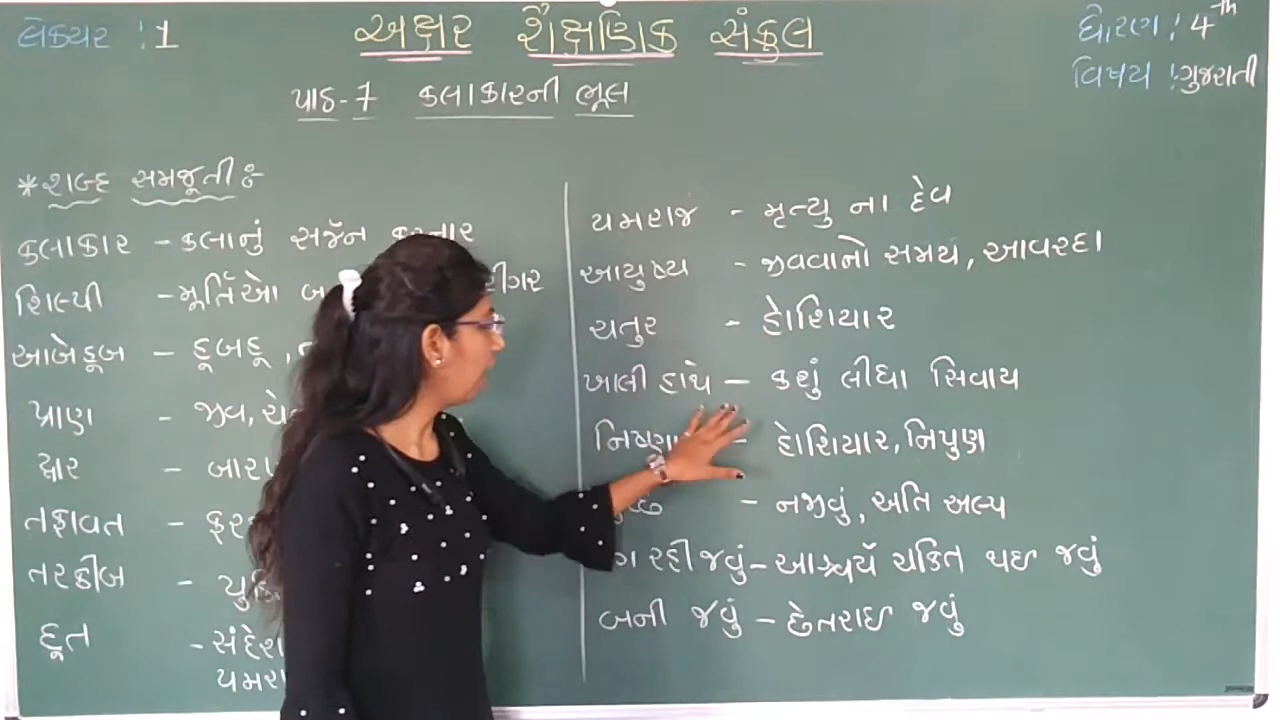 લેક્ચર : 1
અક્ષર શૈક્ષણિક સંકુલ
ધોરણ : 4th
વિષય : ગુજરાતી
પાઠ-7 કલાકારની ભૂલ
* શબ્દ સમજૂતી :-
કલાકાર - કલાનું સર્જન કરનાર
શિલ્પી - મૂર્તિઓ
આબેહૂબ - હૂબહૂ,
પ્રાણ - જીવ,
દ્વાર -
તફાવત -
તરકીબ -
દૂત -
યમરાજ - મૃત્યુ ના દેવ
આયુષ્ય - જીવવાનો સમય, આવરદા
ચતુર - હોશિયાર
ખાલી હાથે - કશું લીધા સિવાય
- હોશિયાર, નિપુણ
- નજીવું, અતિ અલ્પ
રહી જવું - આશ્ચર્ય ચકિત થઈ જવું
બની જવું - છેતરાઈ જવું